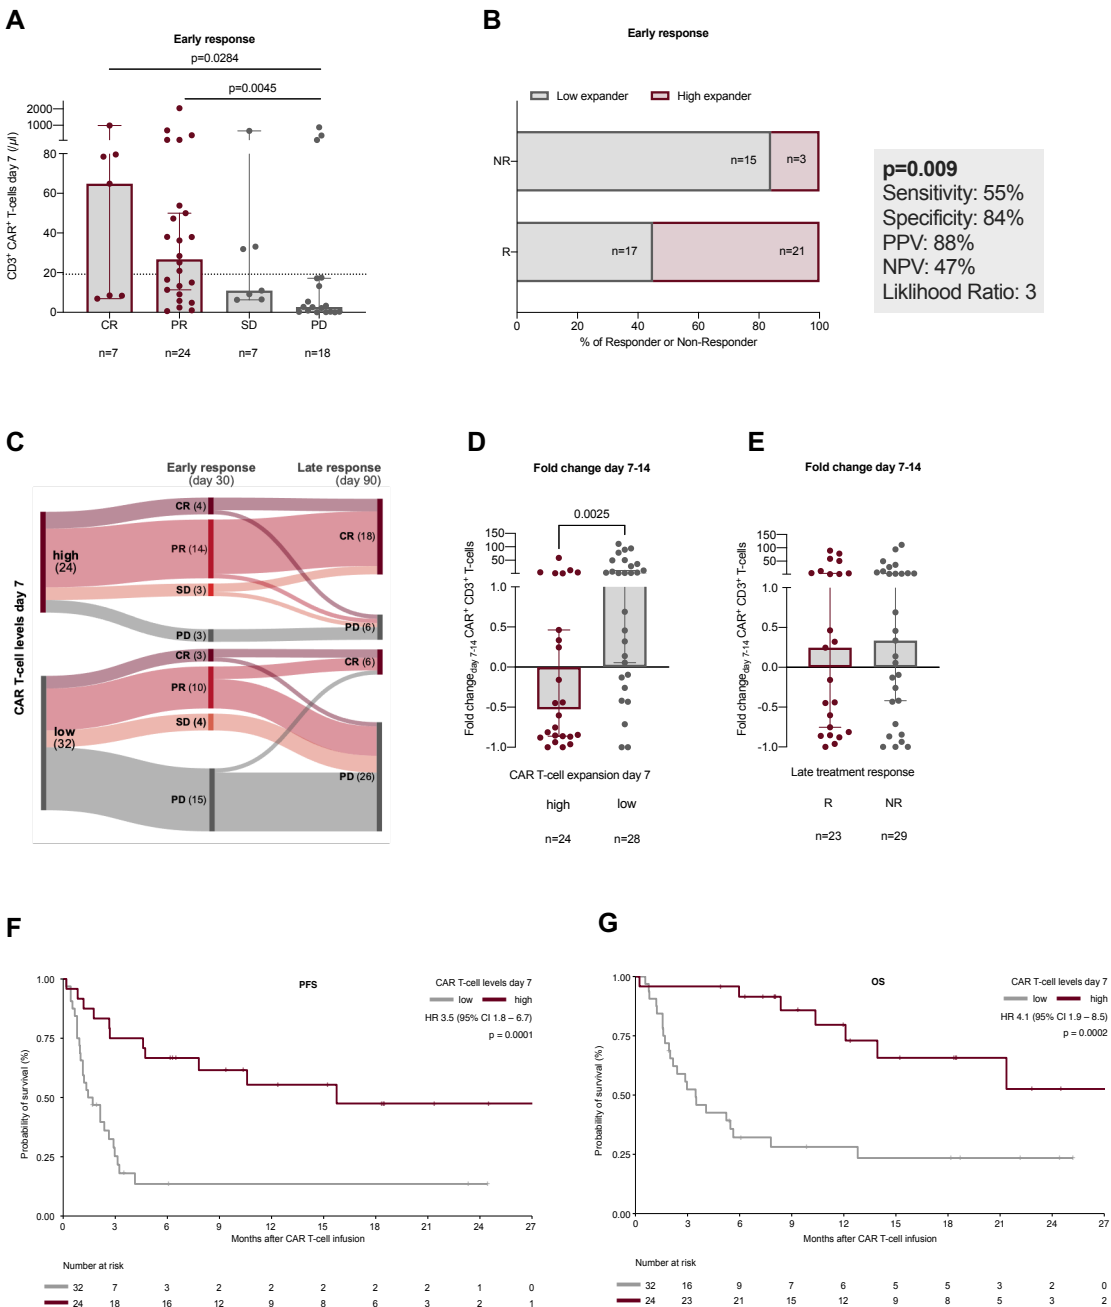 A
Early response
p=0.0284
p=0.0045
CD3+ CAR+ T-cells day 7 (/µl)
2000
1000
80
60
40
20
0
CR PR SD PD
n=7 n=24 n=7 n=18
B
Early response
Low expander High expander
NR
n=15 n=3
R
n=17 n=21
0 20 40 60 80 100
% of Responder or Non-Responder
p=0.009
Sensitivity: 55%
Specificity: 84%
PPV: 88%
NPV: 47%
Liklihood Ratio: 3
C
Early response Late response
(day 30) (day 90)
CAR T-cell levels day 7
high
(24)
CR (4)
PR (14)
SD (3)
PD (3)
CR (18)
PD (6)
low
(32)
CR (3)
PR (10)
SD (4)
PD (15)
CR (6)
PD (26)
D
Fold change day 7-14
0.0025
Fold change day 7-14 CAR+ CD3+ T-cells
150
100
50
1.0
0.5
0.0
-0.5
-1.0
CAR T-cell expansion day 7
high low
n=24 n=28
E
Fold change day 7-14
Fold change day 7-14 CAR+ CD3+ T-cells
150
100
50
1.0
0.5
0.0
-0.5
-1.0
Late treatment response
R NR
n=23 n=29
F
PFS
CAR T-cell levels day 7
low high
HR 3.5 (95% CI 1.8 – 6.7)
p = 0.0001
Probability of survival (%)
1.00
0.75
0.50
0.25
0.00
0 3 6 9 12 15 18 21 24 27
Months after CAR T-cell infusion
Number at risk
32 7 3 2 2 2 2 2 1 0
24 18 16 12 9 8 6 3 2 1
G
OS
CAR T-cell levels day 7
low high
HR 4.1 (95% CI 1.9 – 8.5)
p = 0.0002
Probability of survival (%)
1.00
0.75
0.50
0.25
0.00
0 3 6 9 12 15 18 21 24 27
Months after CAR T-cell infusion
Number at risk
32 16 9 7 6 5 5 3 2 0
24 23 21 15 12 9 8 5 3 2